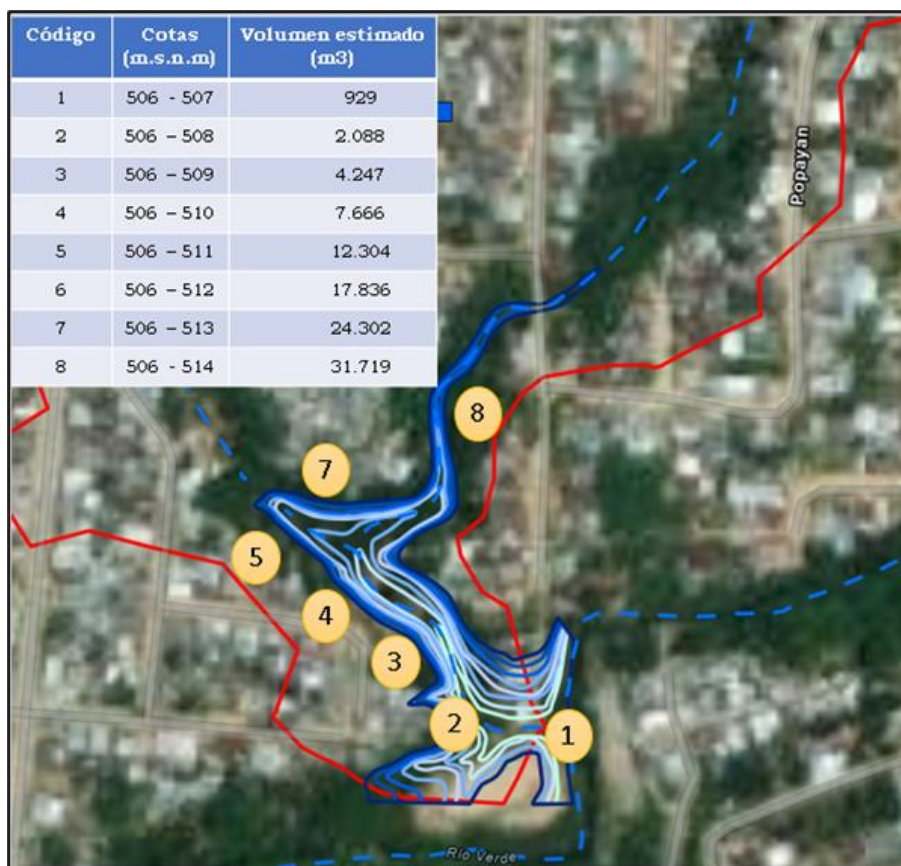 Código Cotas (m.s.n.m) Volumen estimado (m3)
1 506 - 507 929
2 506 – 508 2.088
3 506 – 509 4.247
4 506 – 510 7.666
5 506 – 511 12.304
6 506 – 512 17.836
7 506 – 513 24.302
8 506 - 514 31.719
Popayan
8
7
5
4
3
2
1
Río Verde